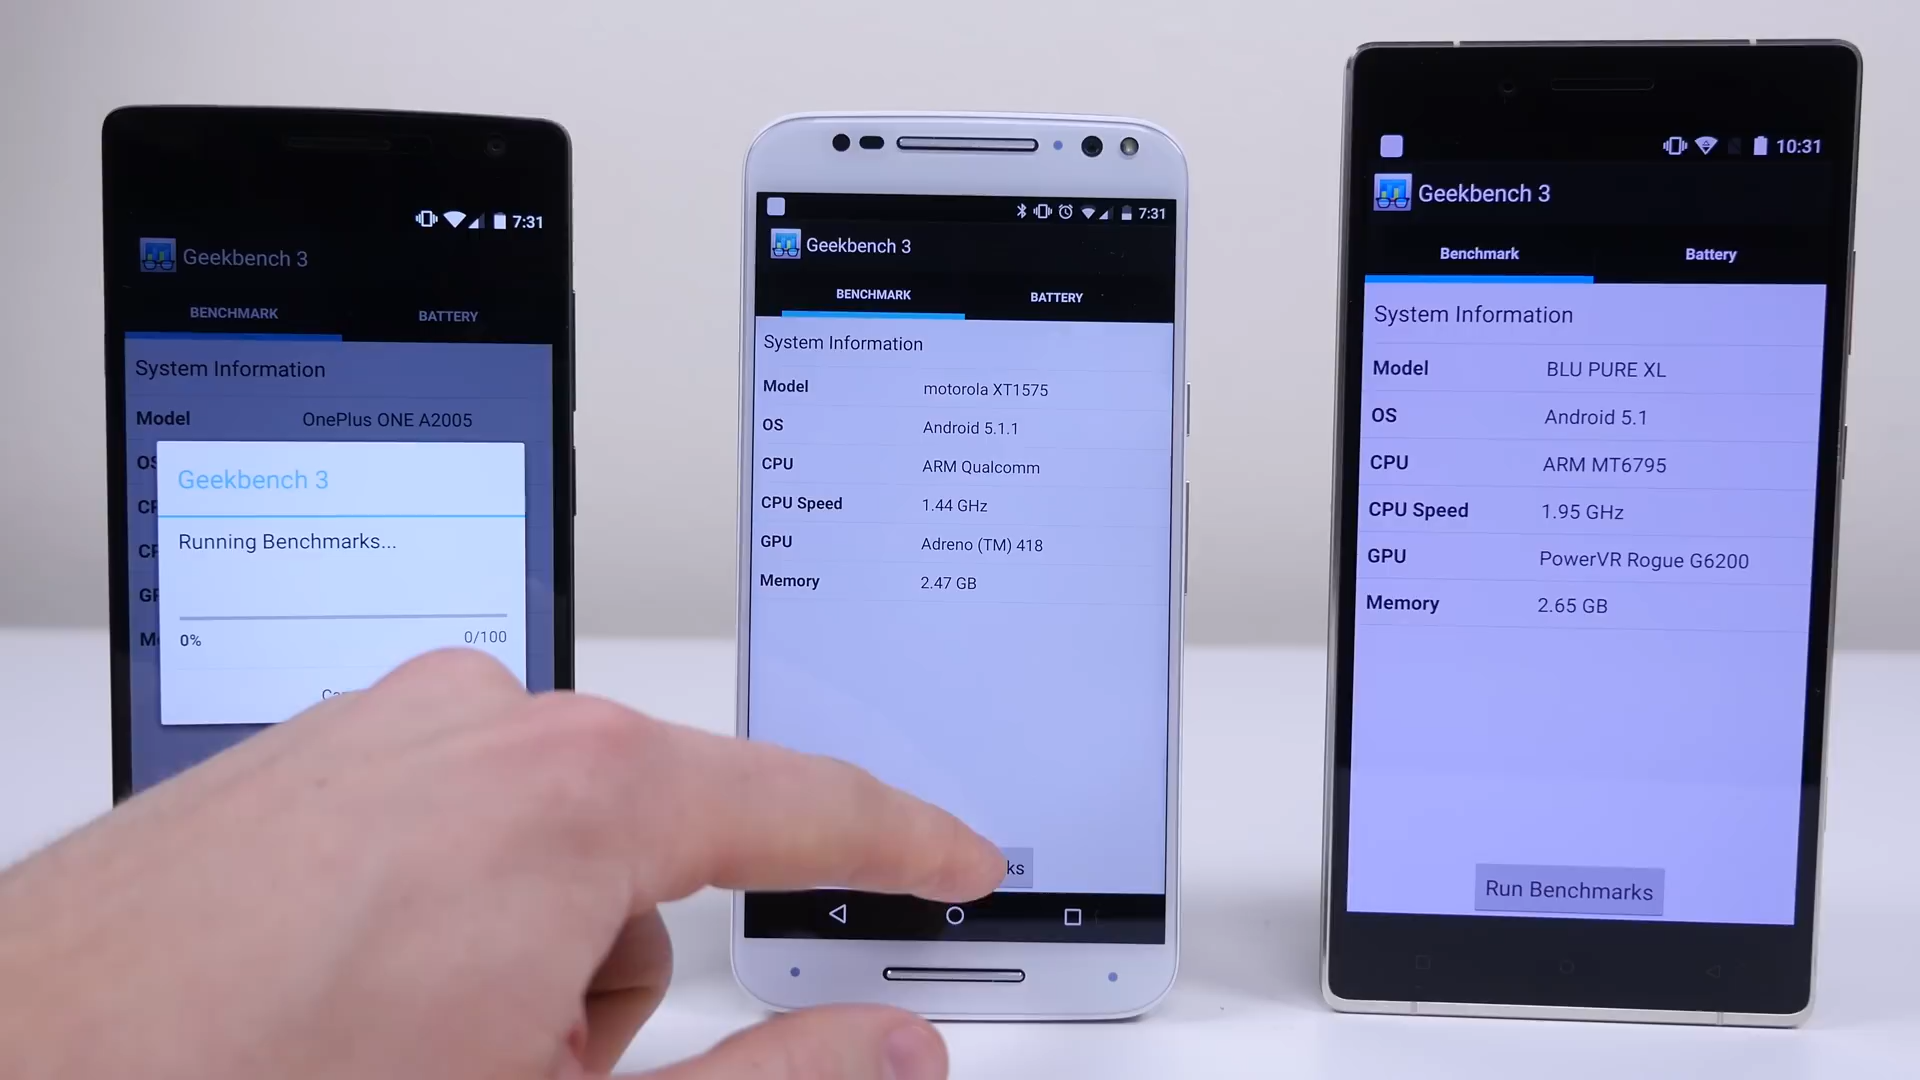 7:31
Geekbench 3
BENCHMARK BATTERY
System Information
Model OnePlus ONE A2005
Geekbench 3
Running Benchmarks...
0% 0/100
7:31
Geekbench 3
BENCHMARK BATTERY
System Information
Model motorola XT1575
OS Android 5.1.1
CPU ARM Qualcomm
CPU Speed 1.44 GHz
GPU Adreno (TM) 418
Memory 2.47 GB
10:31
Geekbench 3
Benchmark Battery
System Information
Model BLU PURE XL
OS Android 5.1
CPU ARM MT6795
CPU Speed 1.95 GHz
GPU PowerVR Rogue G6200
Memory 2.65 GB
Run Benchmarks